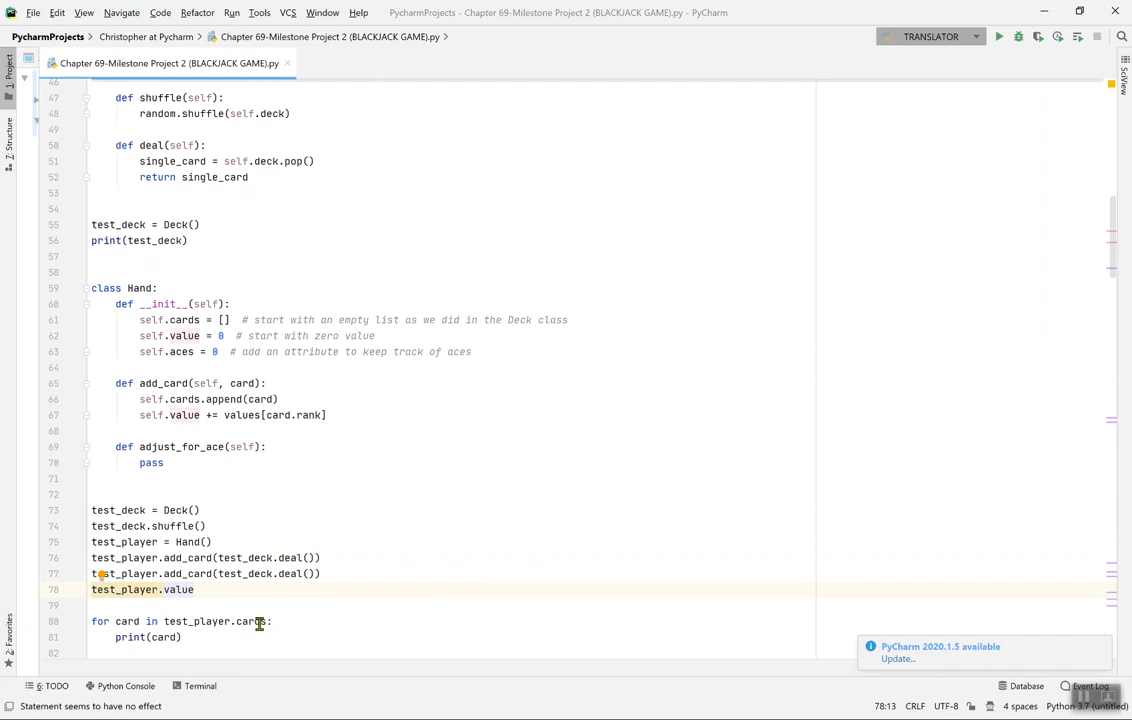 File Edit View Navigate Code Refactor Run Tools VCS Window Help PycharmProjects - Chapter 69-Milestone Project 2 (BLACKJACK GAME).py - PyCharm
PycharmProjects Christopher at Pycharm Chapter 69-Milestone Project 2 (BLACKJACK GAME).py TRANSLATOR
1: Project
Chapter 69-Milestone Project 2 (BLACKJACK GAME).py
SciView
46
47 def shuffle(self):
48 random.shuffle(self.deck)
49
50 def deal(self):
51 single_card = self.deck.pop()
52 return single_card
53
54
55 test_deck = Deck()
56 print(test_deck)
57
58
59 class Hand:
60 def __init__(self):
61 self.cards = [] # start with an empty list as we did in the Deck class
62 self.value = 0 # start with zero value
63 self.aces = 0 # add an attribute to keep track of aces
64
65 def add_card(self, card):
66 self.cards.append(card)
67 self.value += values[card.rank]
68
69 def adjust_for_ace(self):
70 pass
71
72
73 test_deck = Deck()
74 test_deck.shuffle()
75 test_player = Hand()
76 test_player.add_card(test_deck.deal())
77 test_player.add_card(test_deck.deal())
78 test_player.value
79
80 for card in test_player.cards:
81 print(card)
82
7: Structure
2: Favorites
PyCharm 2020.1.5 available
Update...
6: TODO Python Console Terminal Database Event Log
Statement seems to have no effect 78:13 CRLF UTF-8 4 spaces Python 3.7 (untitled)